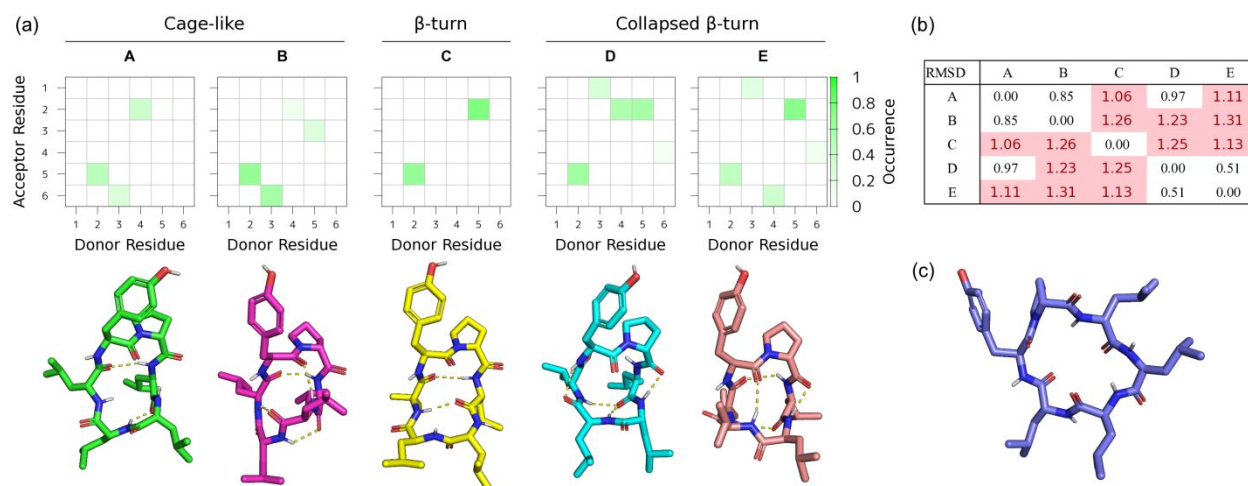 (a)
Cage-like
β-turn
Collapsed β-turn
A
B
C
D
E
Acceptor Residue
1
2
3
4
5
6
1 2 3 4 5 6
1 2 3 4 5 6
1 2 3 4 5 6
1 2 3 4 5 6
1 2 3 4 5 6
Donor Residue
Donor Residue
Donor Residue
Donor Residue
Donor Residue
1
0.8
0.6
0.4
0.2
0
Occurrence
(b)
RMSD A B C D E
A 0.00 0.85 1.06 0.97 1.11
B 0.85 0.00 1.26 1.23 1.31
C 1.06 1.26 0.00 1.25 1.13
D 0.97 1.23 1.25 0.00 0.51
E 1.11 1.31 1.13 0.51 0.00
(c)